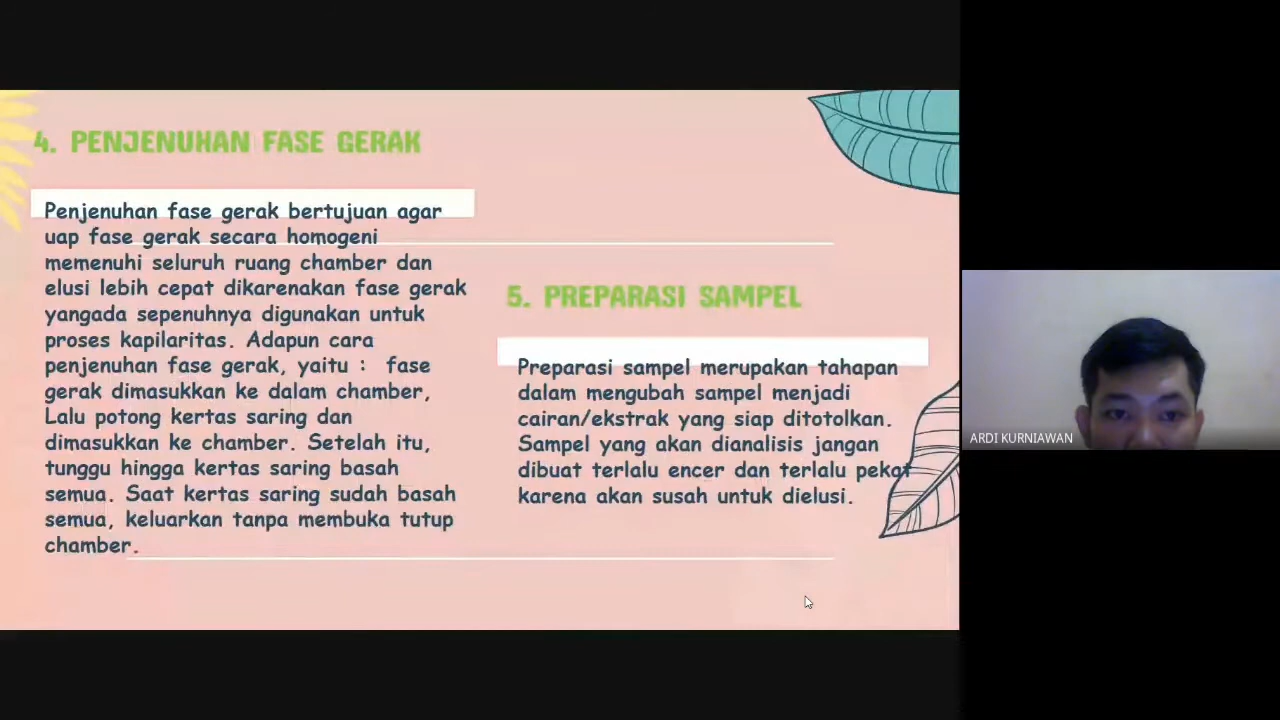 4. PENJENUHAN FASE GERAK
Penjenuhan fase gerak bertujuan agar
uap fase gerak secara homogeni
memenuhi seluruh ruang chamber dan
elusi lebih cepat dikarenakan fase gerak
yangada sepenuhnya digunakan untuk
proses kapilaritas. Adapun cara
penjenuhan fase gerak, yaitu : fase
gerak dimasukkan ke dalam chamber,
Lalu potong kertas saring dan
dimasukkan ke chamber. Setelah itu,
tunggu hingga kertas saring basah
semua. Saat kertas saring sudah basah
semua, keluarkan tanpa membuka tutup
chamber.
5. PREPARASI SAMPEL
Preparasi sampel merupakan tahapan
dalam mengubah sampel menjadi
cairan/ekstrak yang siap ditotolkan.
Sampel yang akan dianalisis jangan
dibuat terlalu encer dan terlalu pekat
karena akan susah untuk dielusi.
ARDI KURNIAWAN